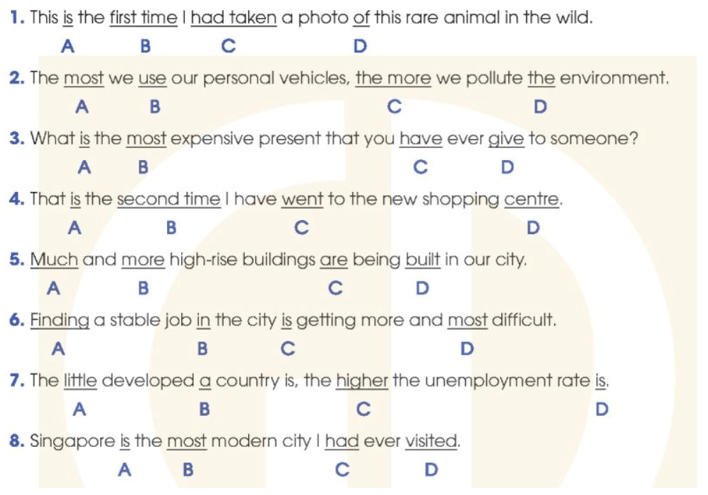 1. This is the first time I had taken a photo of this rare animal in the wild.
A B C D
2. The most we use our personal vehicles, the more we pollute the environment.
A B C D
3. What is the most expensive present that you have ever give to someone?
A B C D
4. That is the second time I have went to the new shopping centre.
A B C D
5. Much and more high-rise buildings are being built in our city.
A B C D
6. Finding a stable job in the city is getting more and most difficult.
A B C D
7. The little developed a country is, the higher the unemployment rate is.
A B C D
8. Singapore is the most modern city I had ever visited.
A B C D